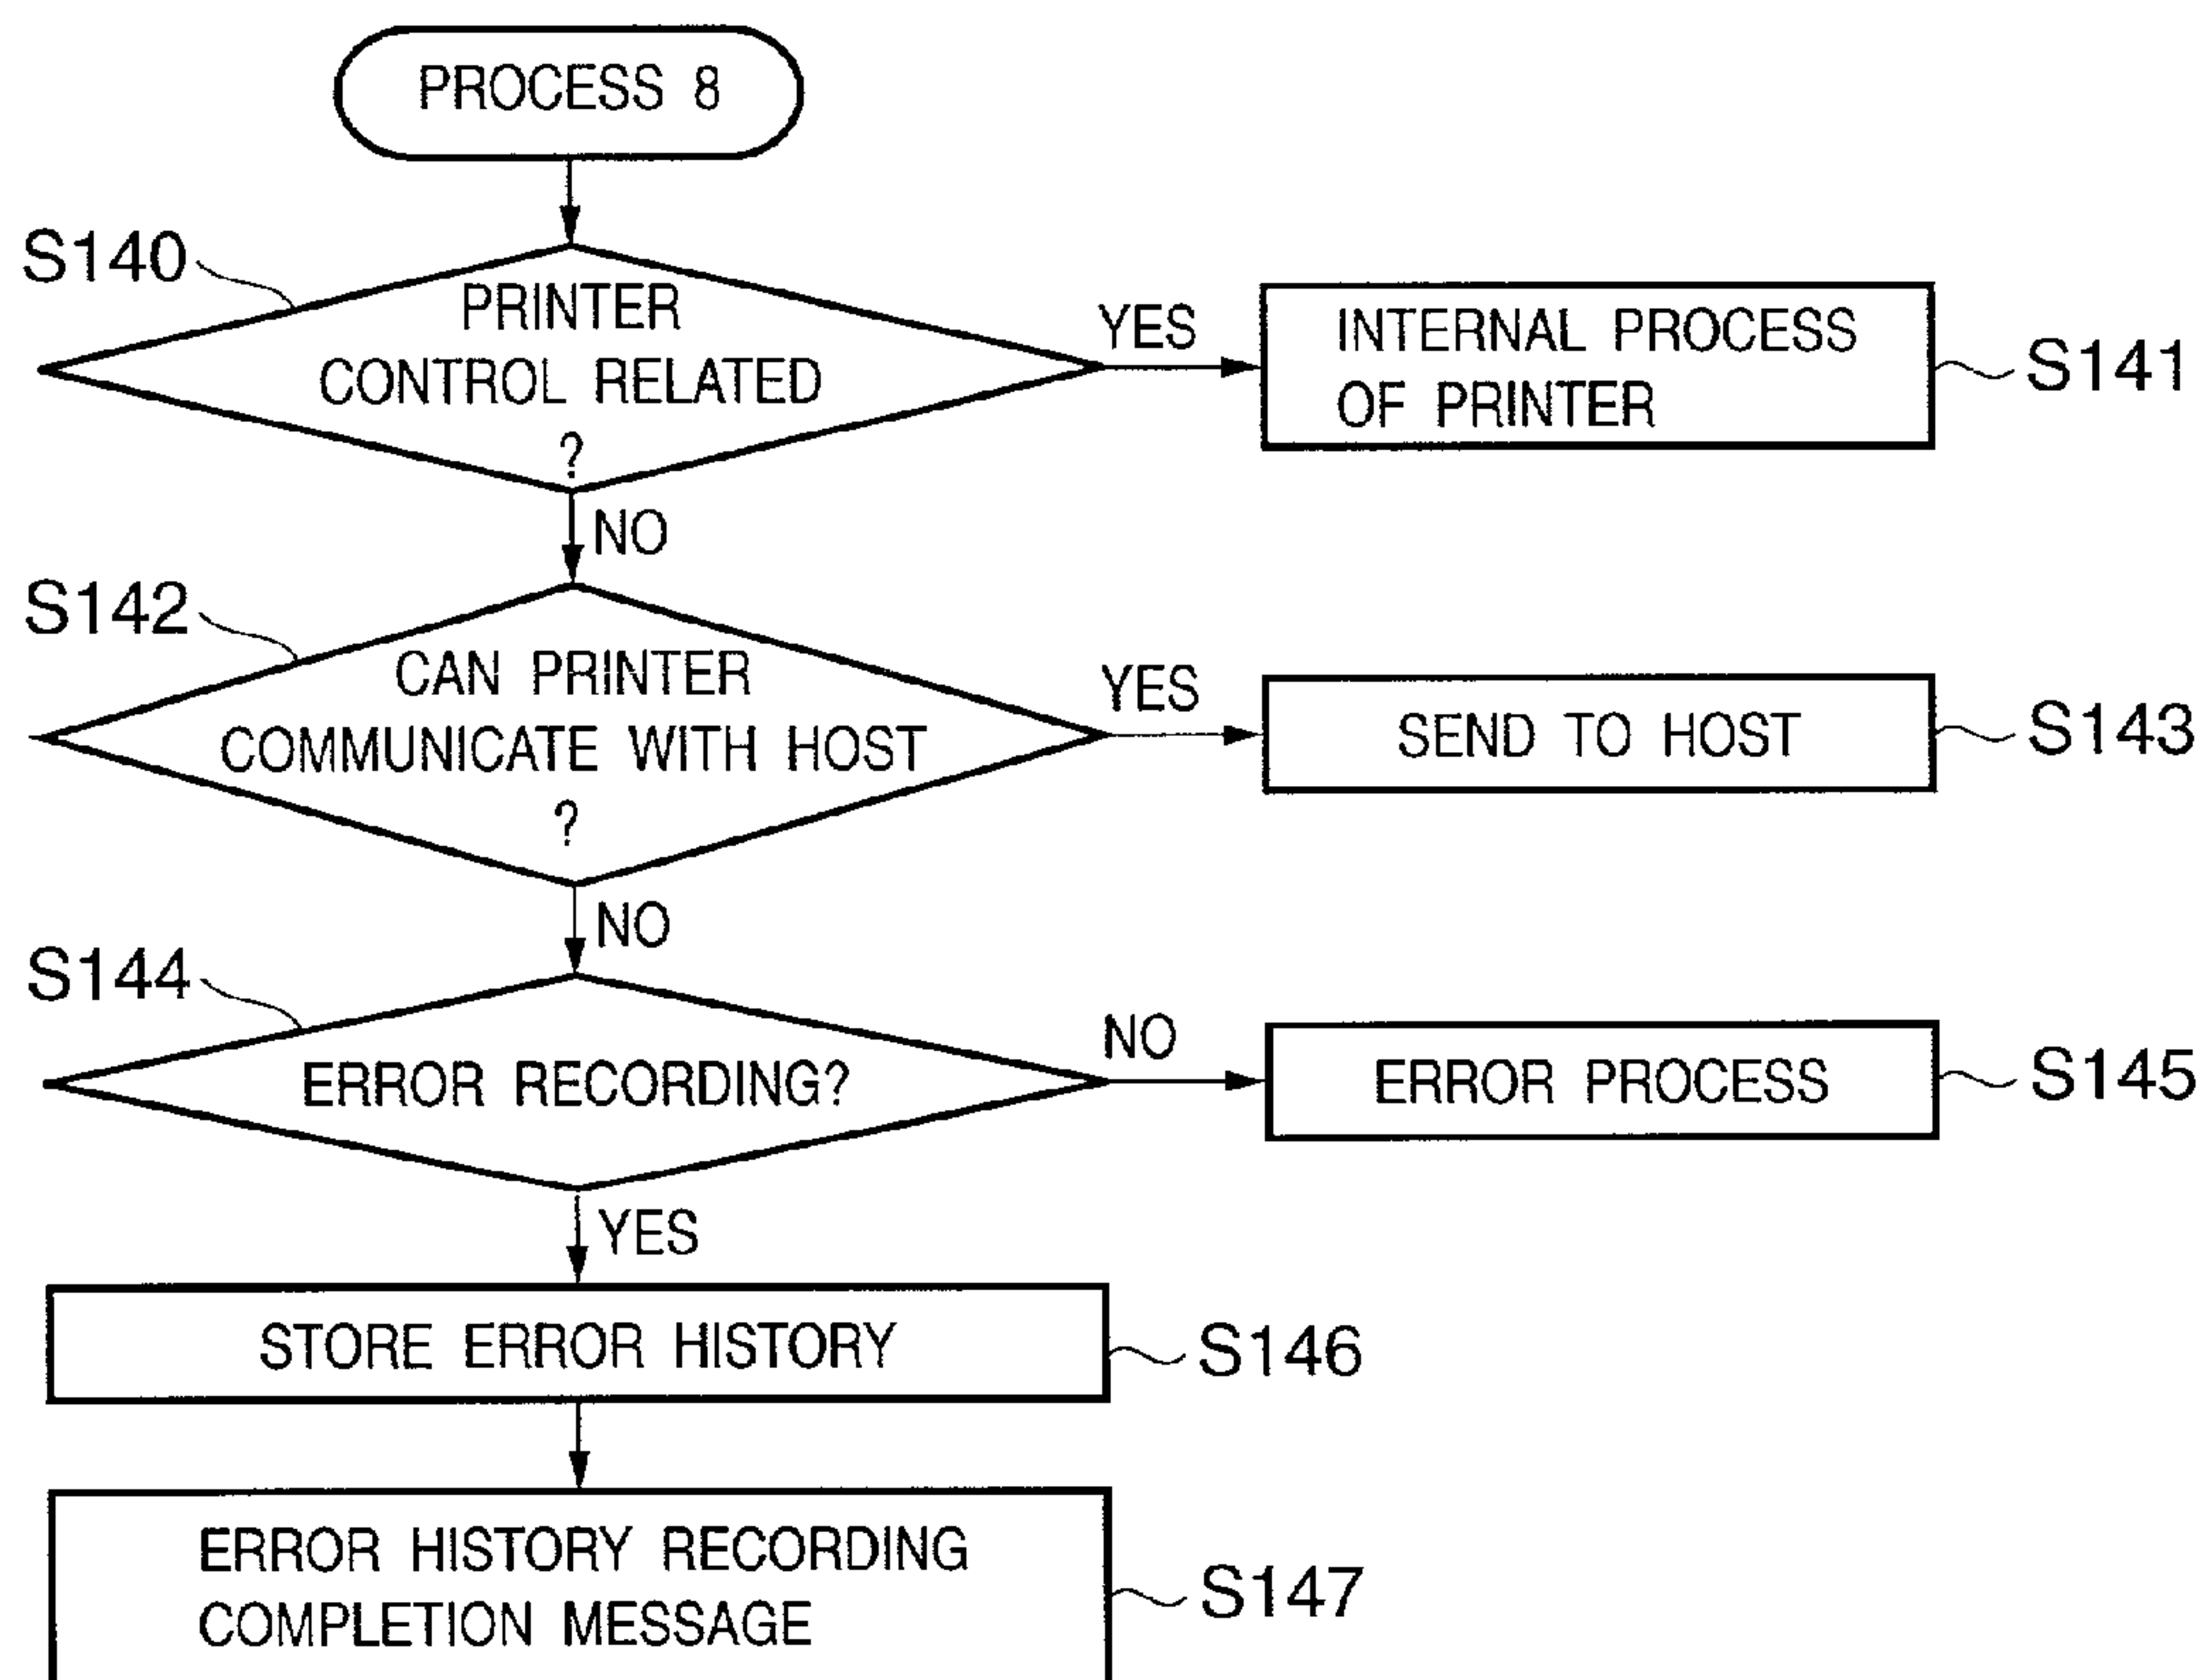 PROCESS 8
S140
PRINTER
CONTROL RELATED
?
YES
INTERNAL PROCESS
OF PRINTER
S141
NO
S142
CAN PRINTER
COMMUNICATE WITH HOST
?
YES
SEND TO HOST
S143
NO
S144
ERROR RECORDING?
NO
ERROR PROCESS
S145
YES
STORE ERROR HISTORY
S146
ERROR HISTORY RECORDING
COMPLETION MESSAGE
S147